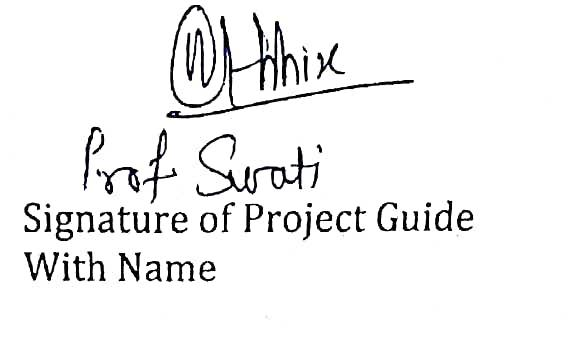 Prof Swati
Signature of Project Guide
With Name